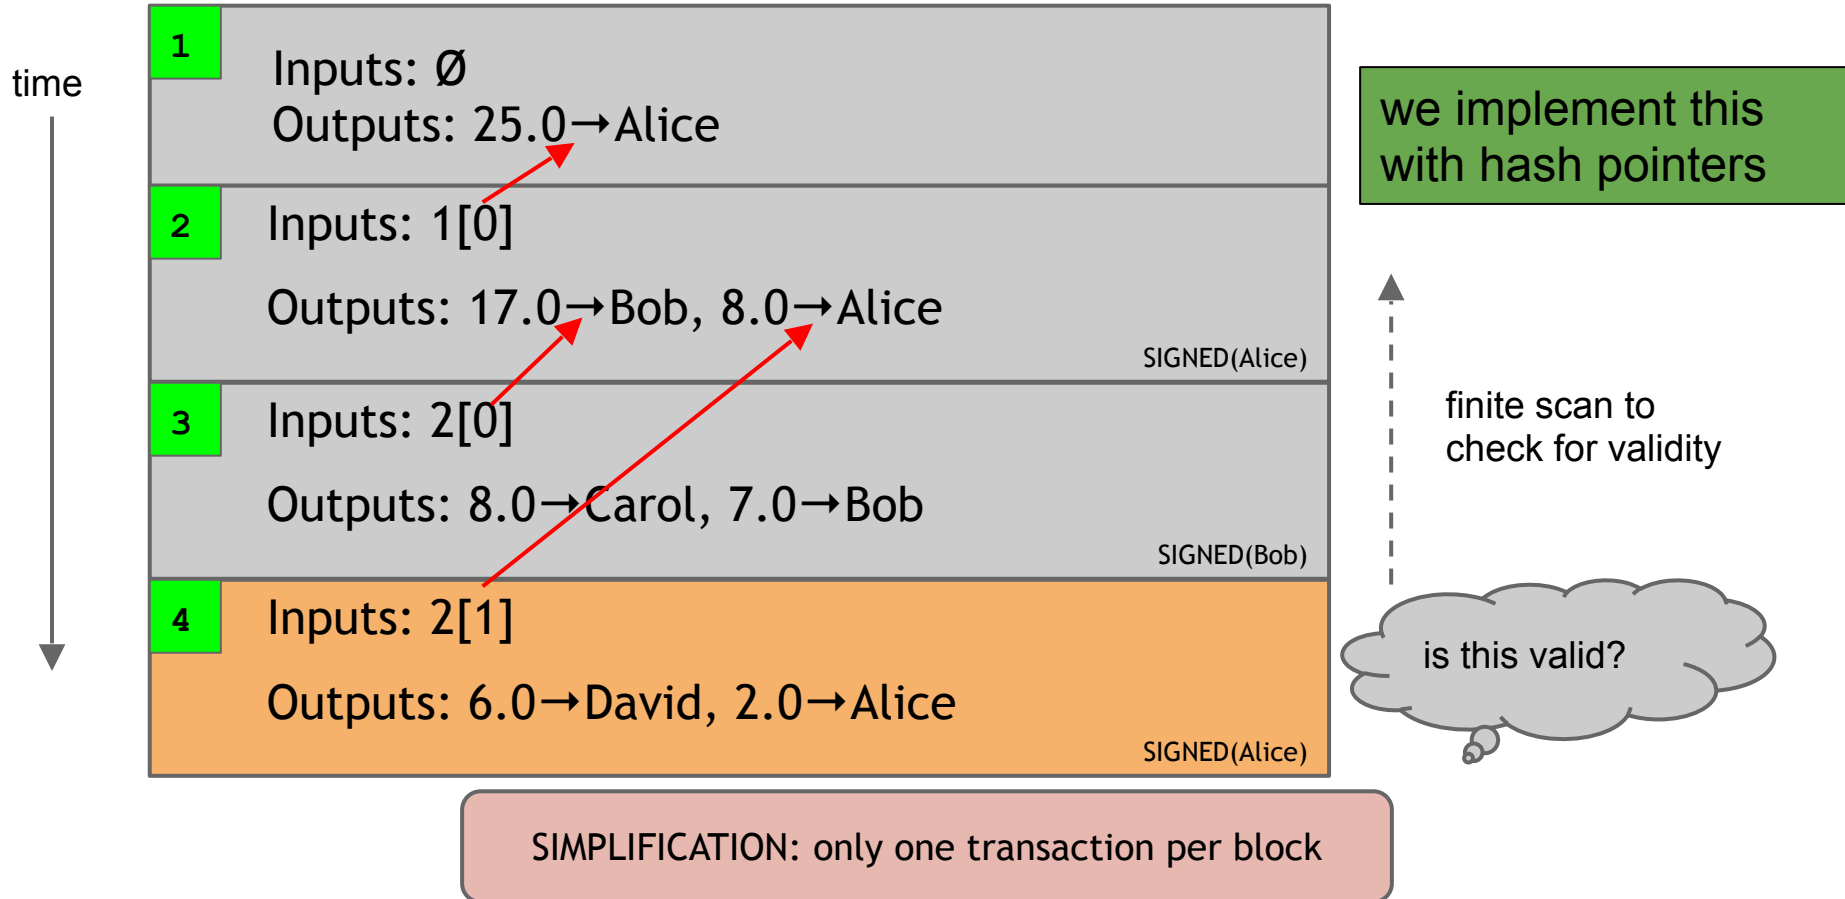 time
1
Inputs: Ø
Outputs: 25.0→Alice
2
Inputs: 1[0]
Outputs: 17.0→Bob, 8.0→Alice
SIGNED(Alice)
3
Inputs: 2[0]
Outputs: 8.0→Carol, 7.0→Bob
SIGNED(Bob)
4
Inputs: 2[1]
Outputs: 6.0→David, 2.0→Alice
SIGNED(Alice)
we implement this
with hash pointers
finite scan to
check for validity
is this valid?
SIMPLIFICATION: only one transaction per block